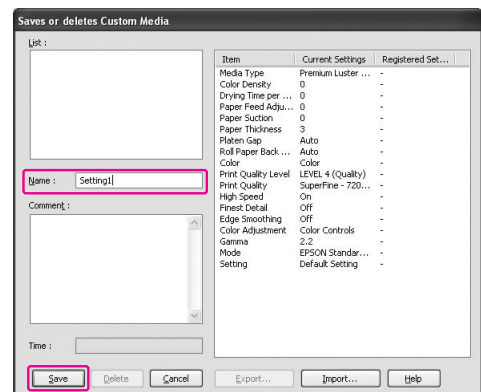 Saves or deletes Custom Media
List :
Name : Setting1
Comment :
Time :
Item Current Settings Registered Set...
Media Type Premium Luster ... -
Color Density 0 -
Drying Time per ... 0 -
Paper Feed Adju... 0 -
Paper Suction 0 -
Paper Thickness 3 -
Platen Gap Auto -
Roll Paper Back ... Auto -
Color Color -
Print Quality Level LEVEL 4 (Quality) -
Print Quality SuperFine - 720... -
High Speed On -
Finest Detail Off -
Edge Smoothing Off -
Color Adjustment Color Controls -
Gamma 2.2 -
Mode EPSON Standar... -
Setting Default Setting -
Save Delete Cancel Export... Import... Help